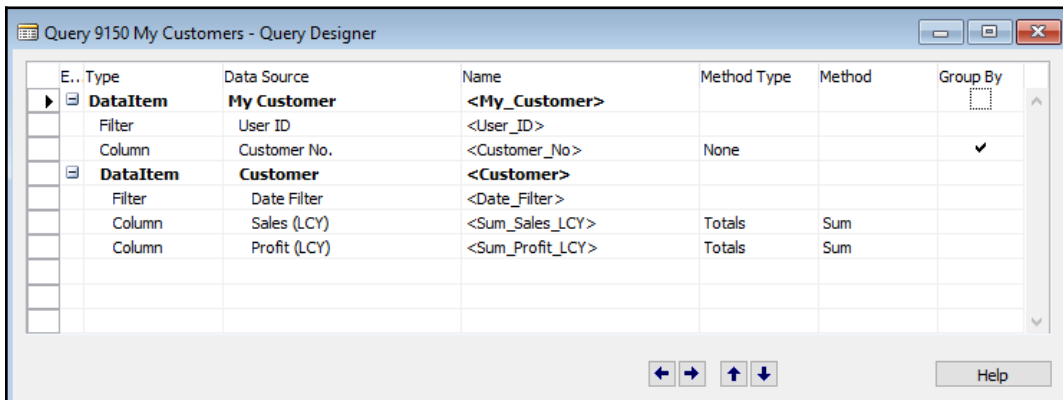 Query 9150 My Customers - Query Designer
E.. Type Data Source Name Method Type Method Group By
DataItem My Customer <My_Customer>
Filter User ID <User_ID>
Column Customer No. <Customer_No> None
DataItem Customer <Customer>
Filter Date Filter <Date_Filter>
Column Sales (LCY) <Sum_Sales_LCY> Totals Sum
Column Profit (LCY) <Sum_Profit_LCY> Totals Sum
Help